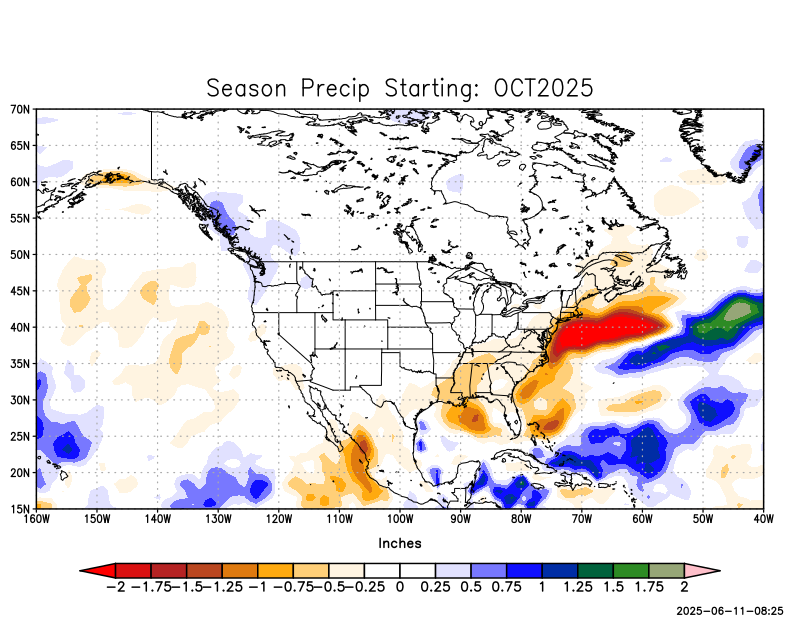 Season Precip Starting: OCT2025
70N
65N
60N
55N
50N
45N
40N
35N
30N
25N
20N
15N
160W 150W 140W 130W 120W 110W 100W 90W 80W 70W 60W 50W 40W
Inches
−2 −1.75−1.5−1.25 −1 −0.75−0.5−0.25 0 0.25 0.5 0.75 1 1.25 1.5 1.75 2
2025−06−11−08:25